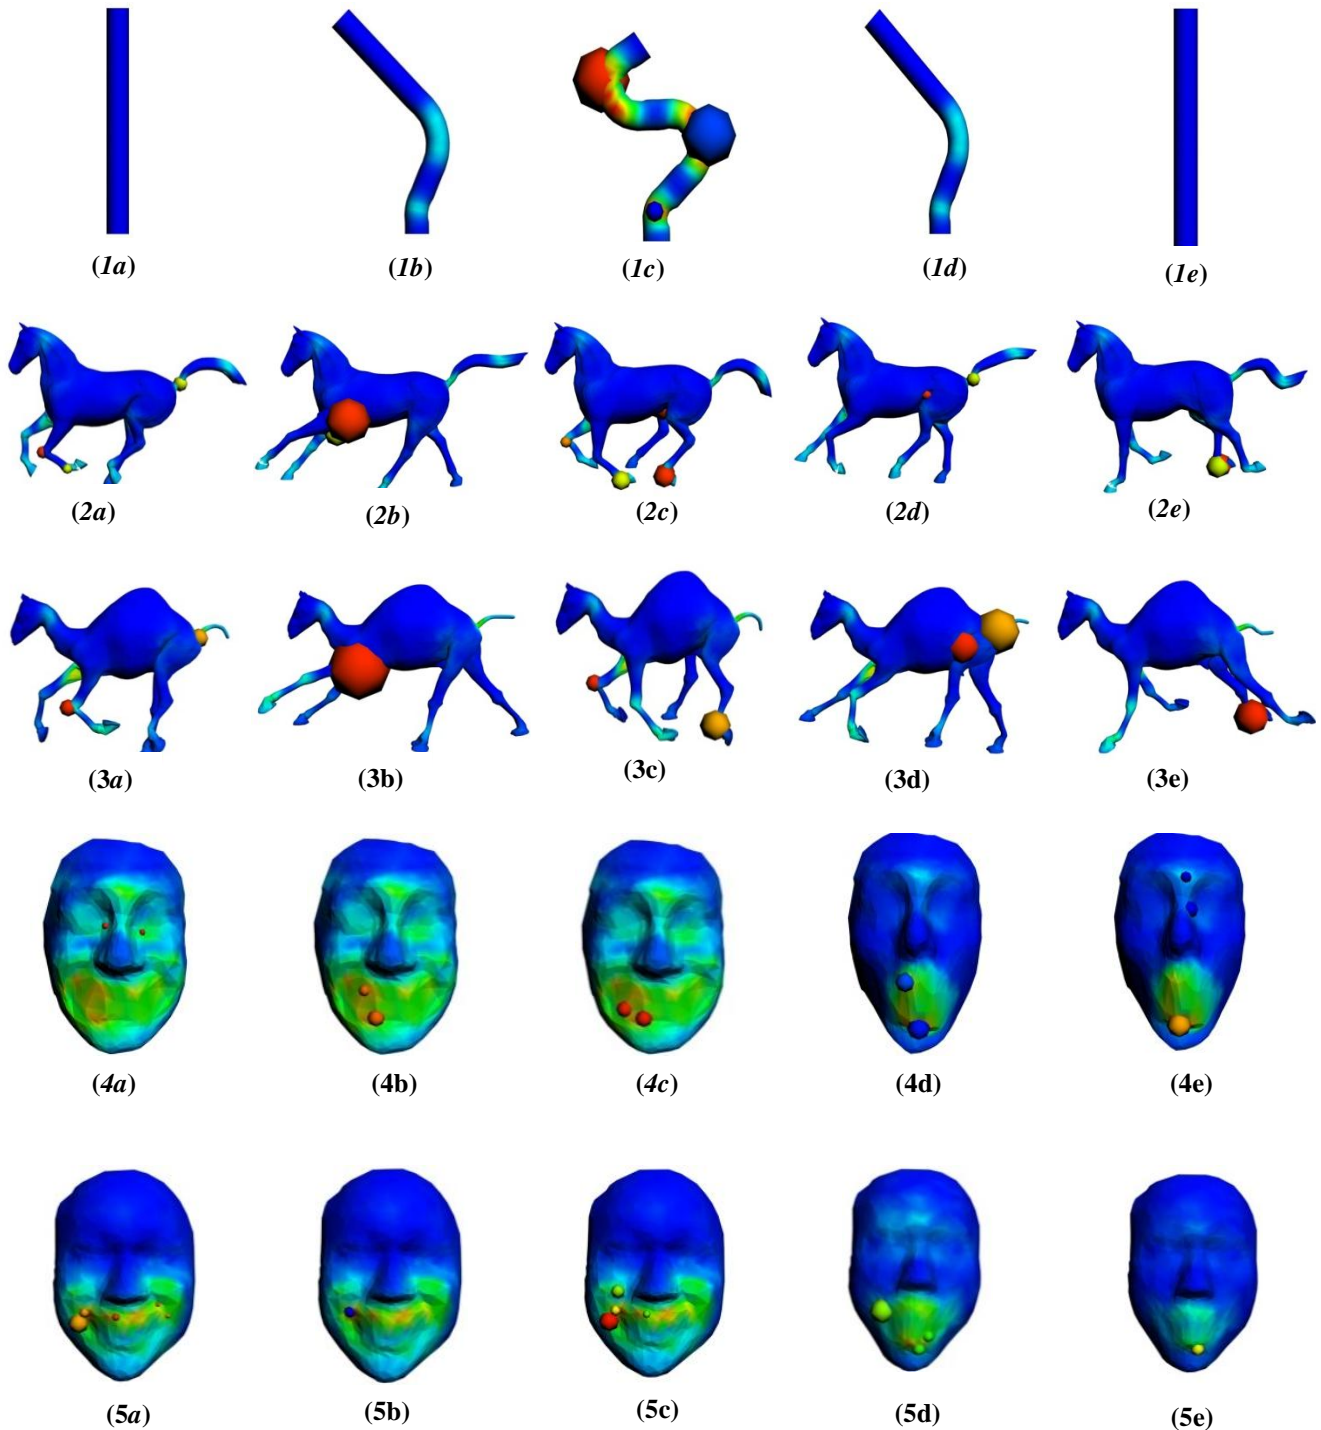 (1a) (1b) (1c) (1d) (1e)
(2a) (2b) (2c) (2d) (2e)
(3a) (3b) (3c) (3d) (3e)
(4a) (4b) (4c) (4d) (4e)
(5a) (5b) (5c) (5d) (5e)